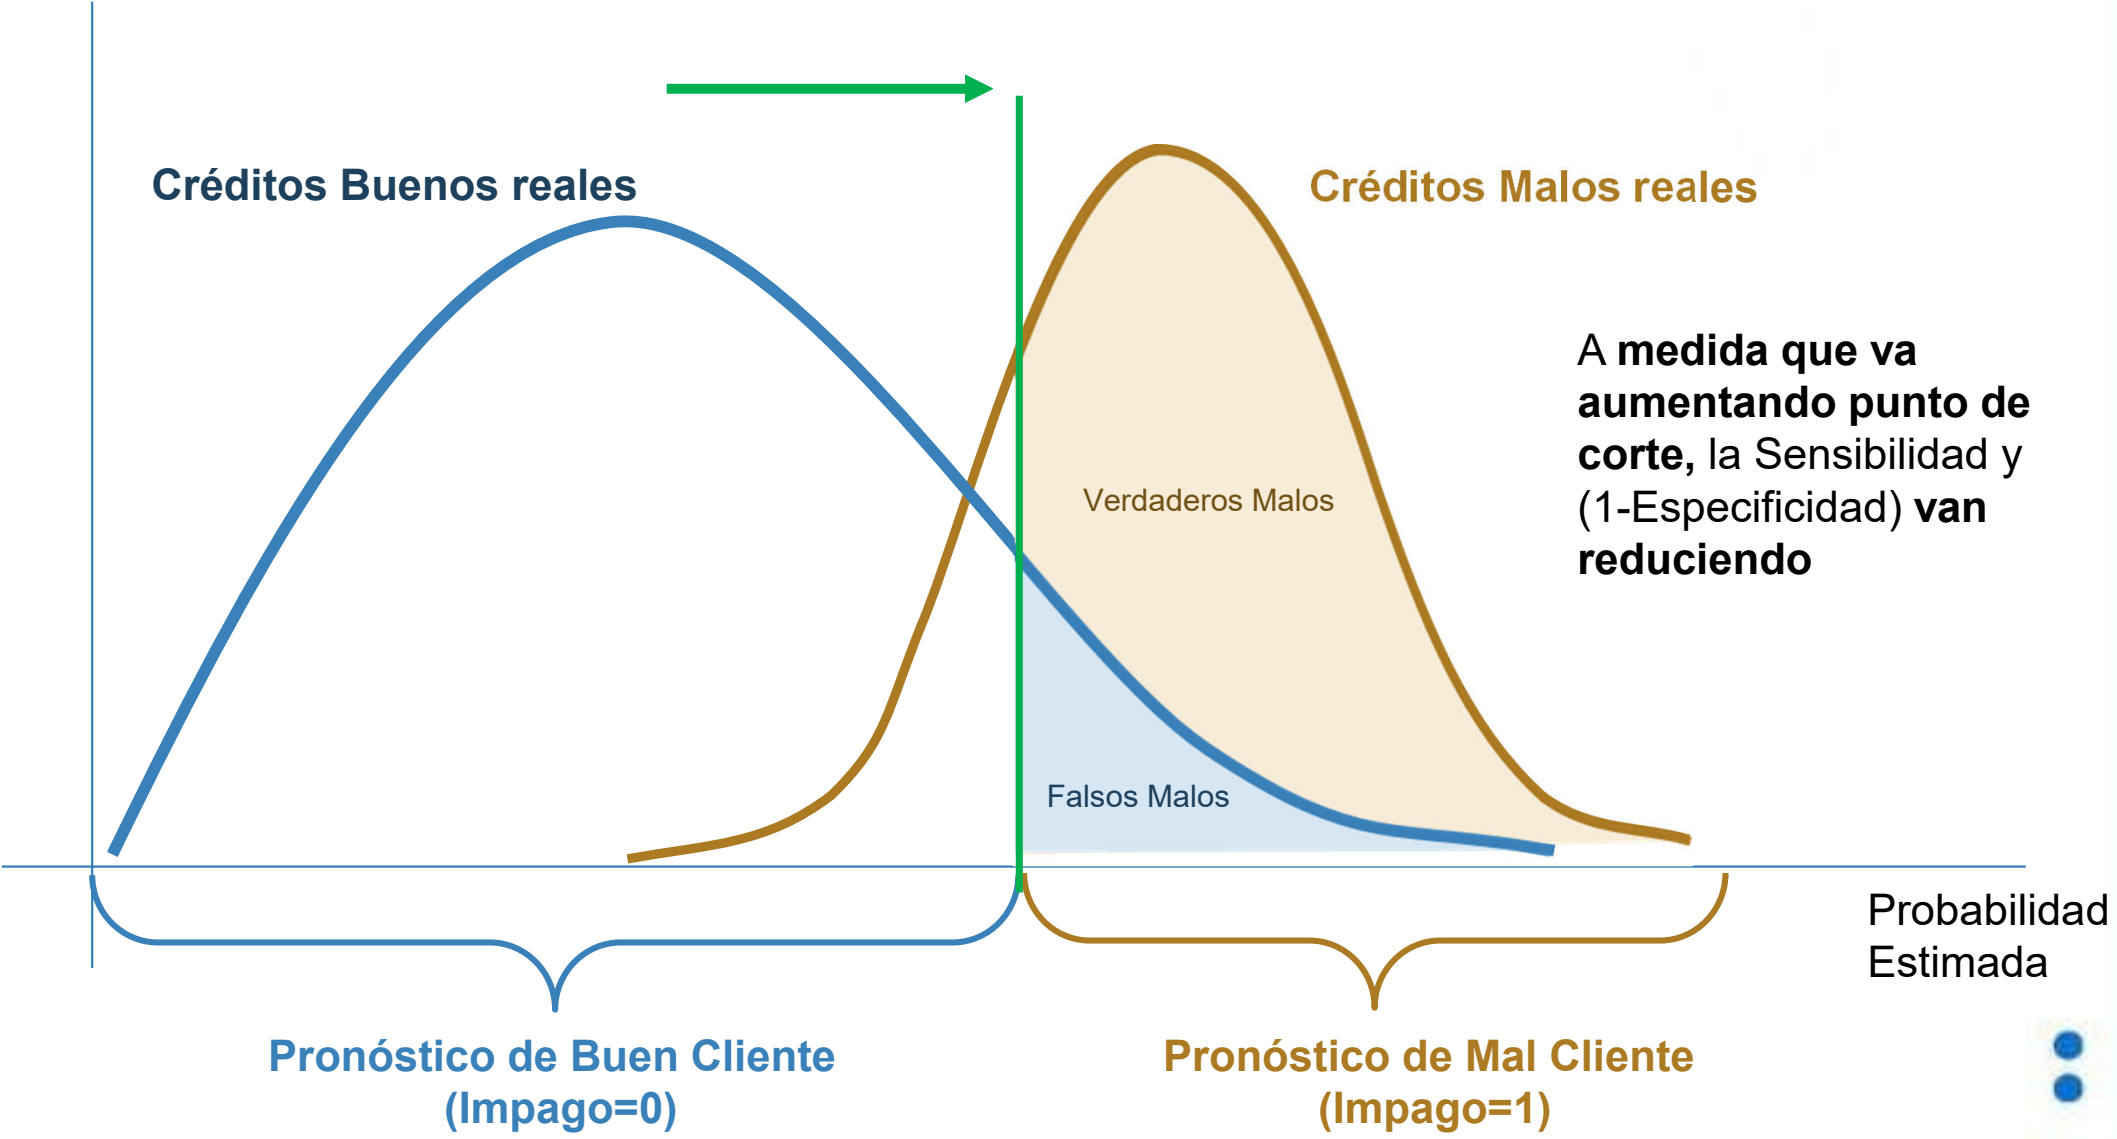 Créditos Buenos reales
Créditos Malos reales
A medida que va
aumentando punto de
corte, la Sensibilidad y
(1-Especificidad) van
reduciendo
Verdaderos Malos
Falsos Malos
Probabilidad
Estimada
Pronóstico de Buen Cliente
(Impago=0)
Pronóstico de Mal Cliente
(Impago=1)